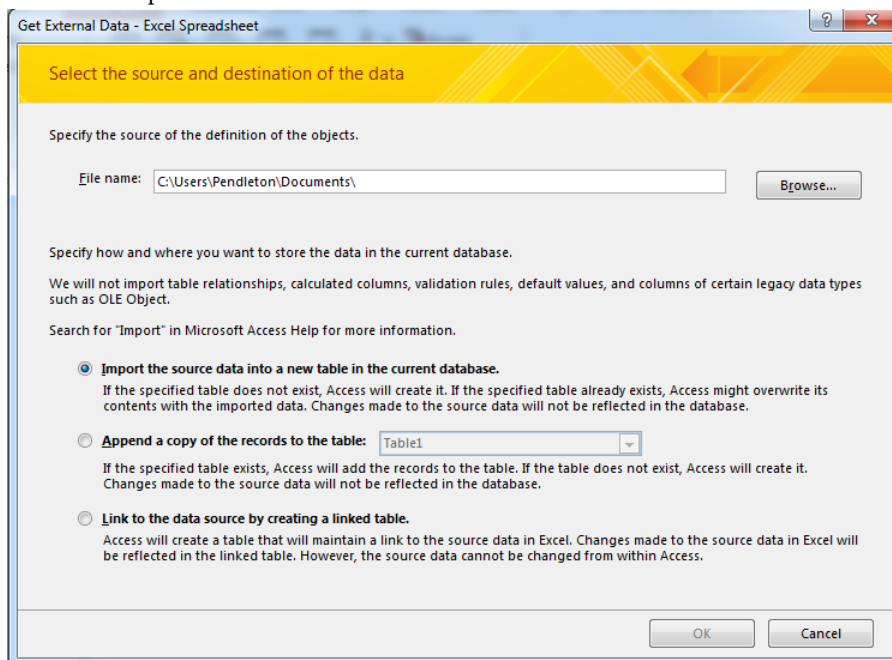 Get External Data - Excel Spreadsheet
Select the source and destination of the data
Specify the source of the definition of the objects.
File name: C:\Users\Pendleton\Documents\ Browse...
Specify how and where you want to store the data in the current database.
We will not import table relationships, calculated columns, validation rules, default values, and columns of certain legacy data types
such as OLE Object.
Search for "Import" in Microsoft Access Help for more information.
Import the source data into a new table in the current database.
If the specified table does not exist, Access will create it. If the specified table already exists, Access might overwrite its
contents with the imported data. Changes made to the source data will not be reflected in the database.
Append a copy of the records to the table: Table1
If the specified table exists, Access will add the records to the table. If the table does not exist, Access will create it.
Changes made to the source data will not be reflected in the database.
Link to the data source by creating a linked table.
Access will create a table that will maintain a link to the source data in Excel. Changes made to the source data in Excel will
be reflected in the linked table. However, the source data cannot be changed from within Access.
OK Cancel